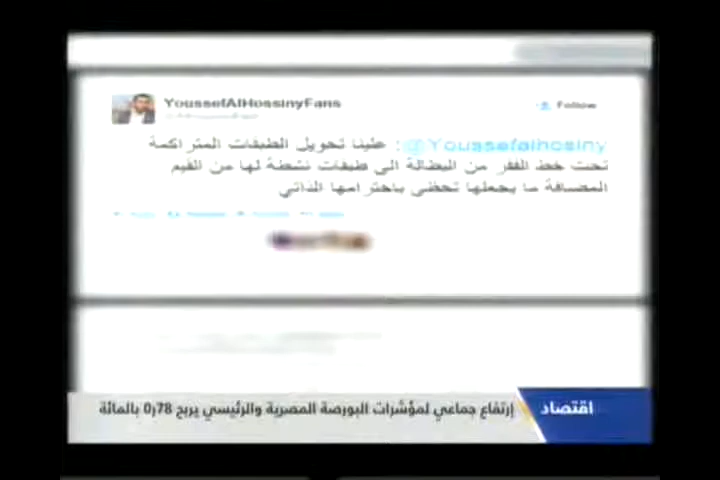 YoussefAlHossinyFans
Follow
@Youssefalhosiny: علينا تحويل الطبقات المتراكمة
تحت خط الفقر من البطالة الى طبقات نشطة لها من القيم
المضافة ما يجعلها تحظى باحترامها الذاتي
اقتصاد
إرتفاع جماعي لمؤشرات البورصة المصرية والرئيسي يربح 0٫78 بالمائة